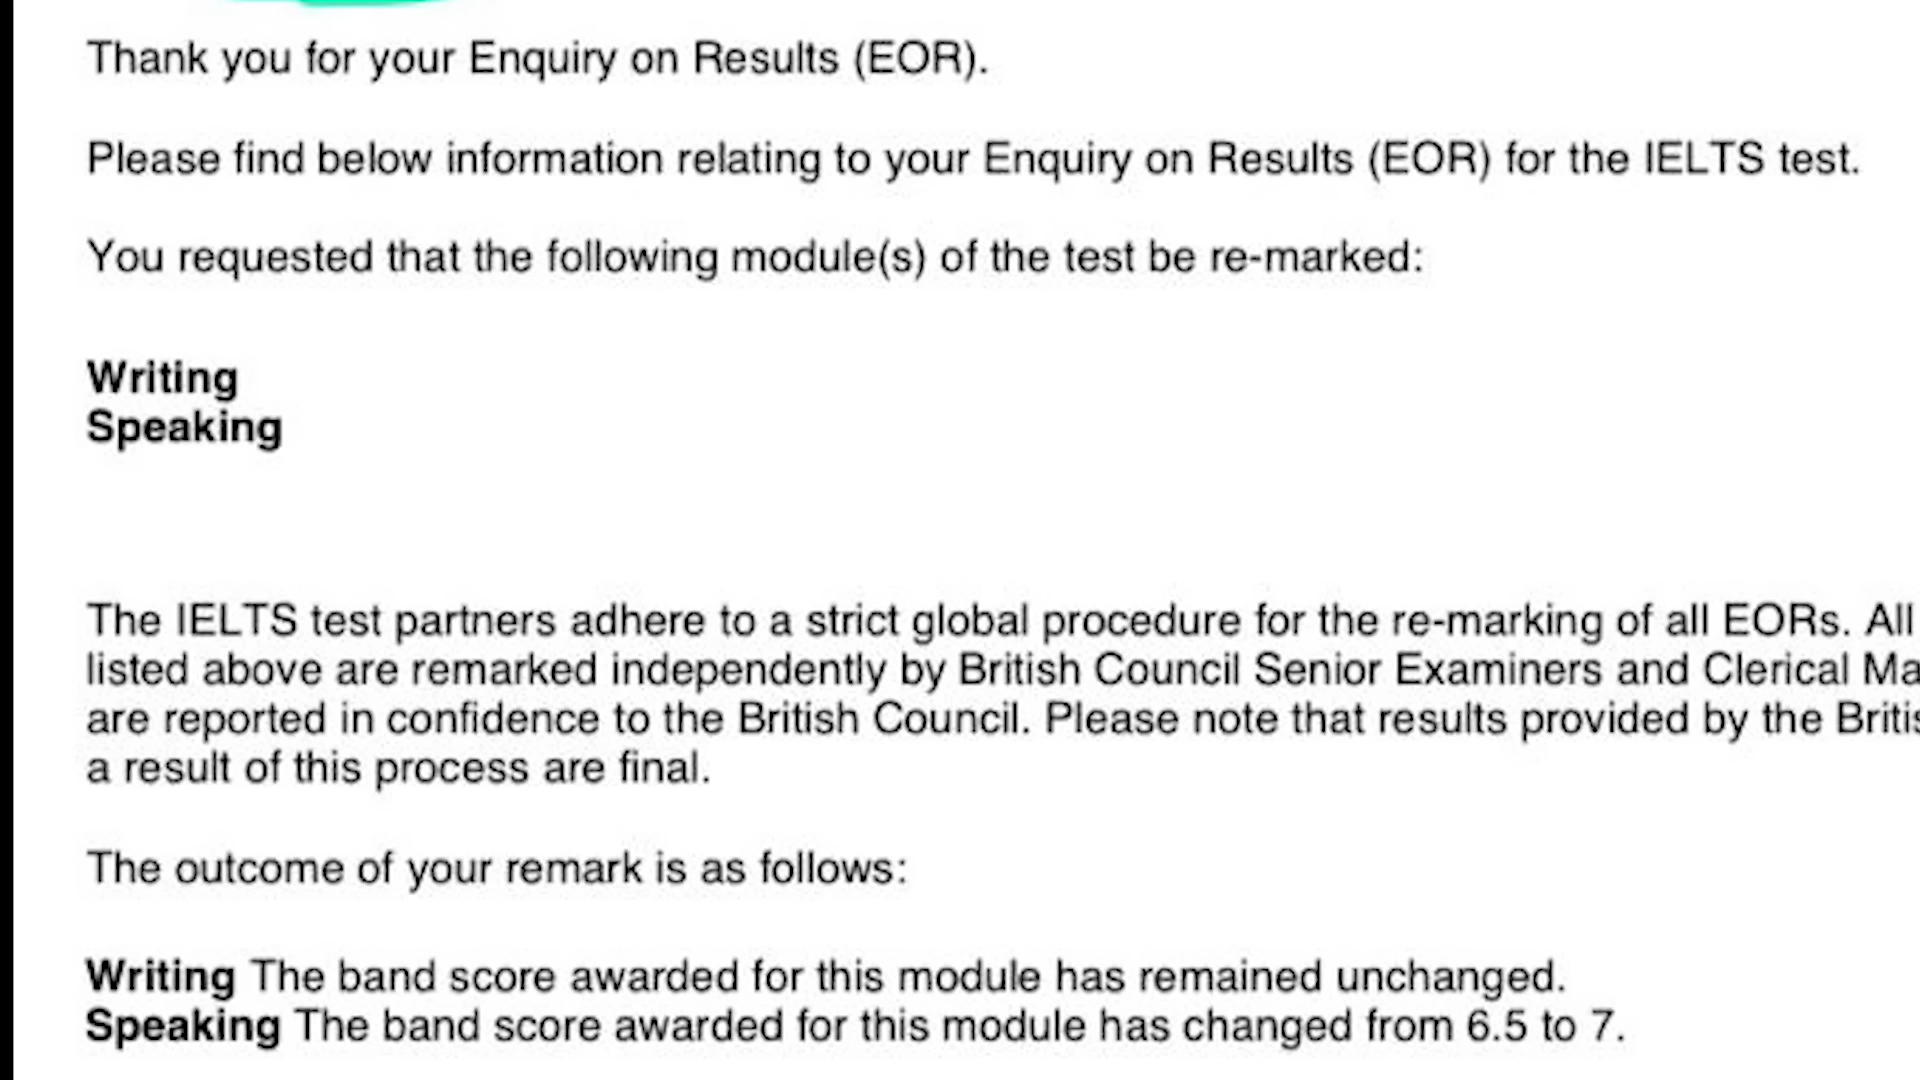 Thank you for your Enquiry on Results (EOR).
Please find below information relating to your Enquiry on Results (EOR) for the IELTS test.
You requested that the following module(s) of the test be re-marked:
Writing
Speaking
The IELTS test partners adhere to a strict global procedure for the re-marking of all EORs. All
listed above are remarked independently by British Council Senior Examiners and Clerical
are reported in confidence to the British Council. Please note that results provided by the
a result of this process are final.
The outcome of your remark is as follows:
Writing The band score awarded for this module has remained unchanged.
Speaking The band score awarded for this module has changed from 6.5 to 7.